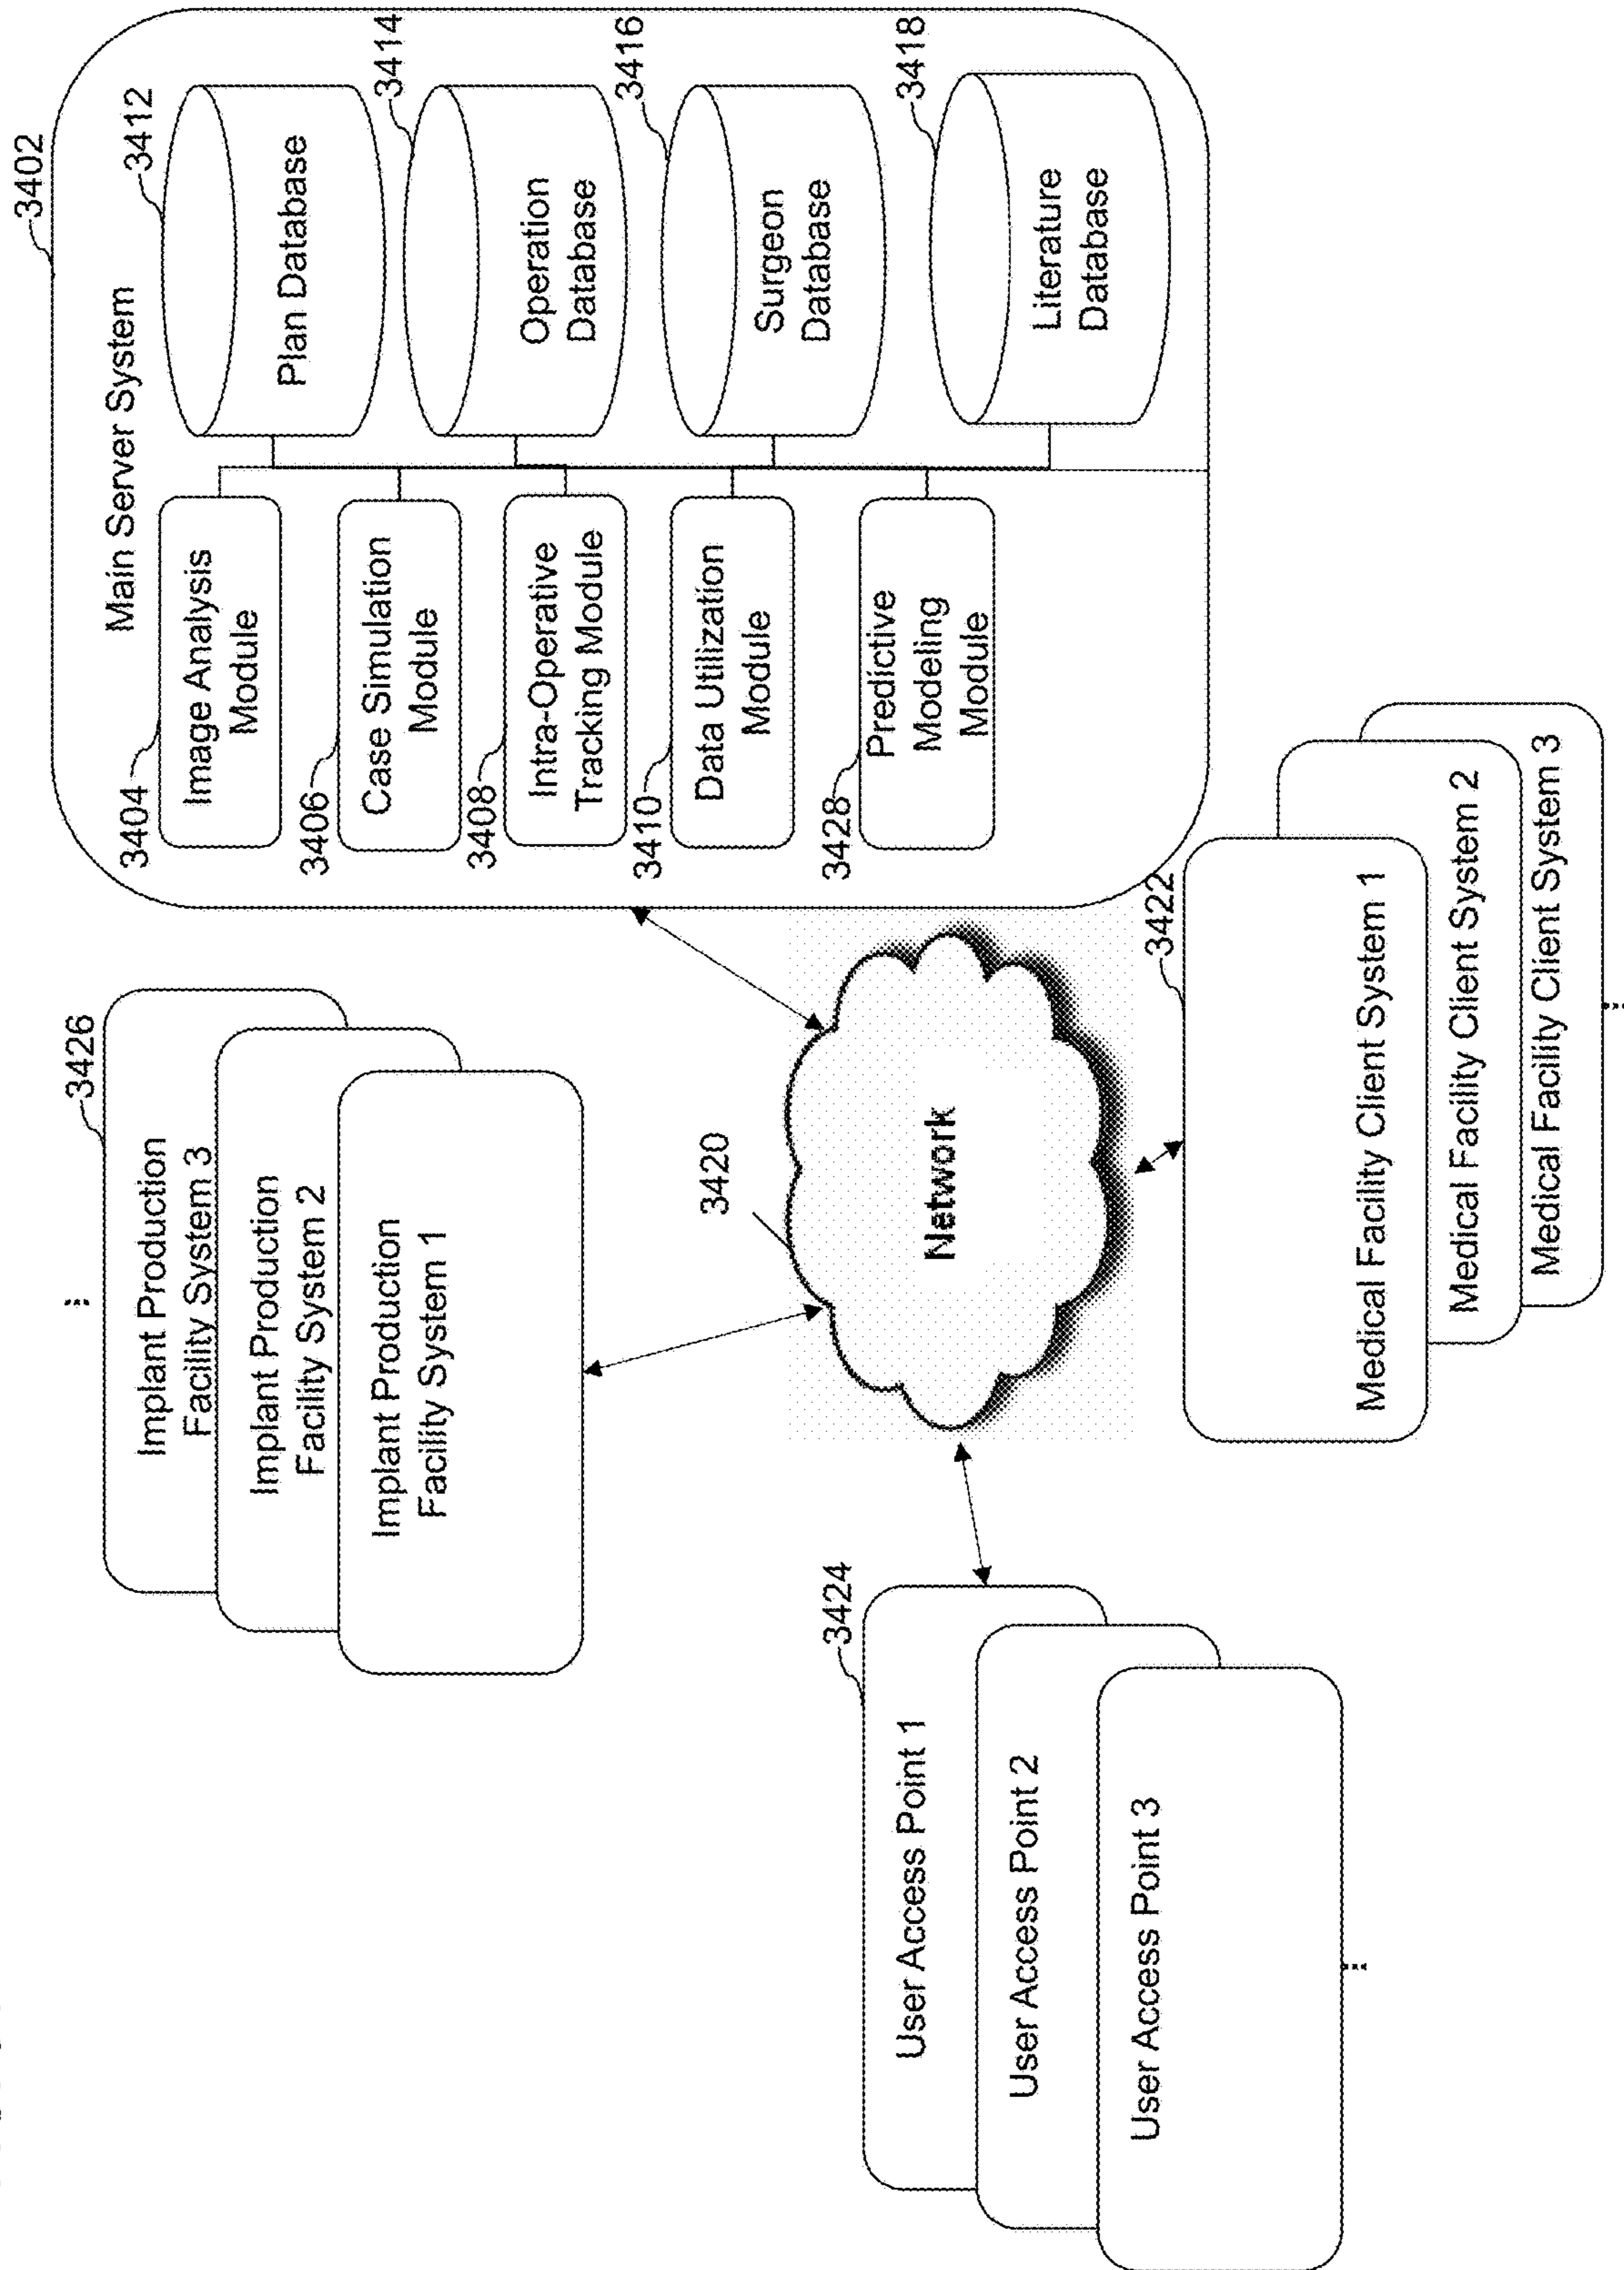 3402
Main Server System
3404
Image Analysis
Module
3406
Case Simulation
Module
3408
Intra-Operative
Tracking Module
3410
Data Utilization
Module
3428
Predictive
Modeling
Module
3412
Plan Database
3414
Operation
Database
3416
Surgeon
Database
3418
Literature
Database
3426
Implant Production
Facility System 3
Implant Production
Facility System 2
Implant Production
Facility System 1
3420
Network
3424
User Access Point 1
User Access Point 2
User Access Point 3
3422
Medical Facility Client System 1
Medical Facility Client System 2
Medical Facility Client System 3